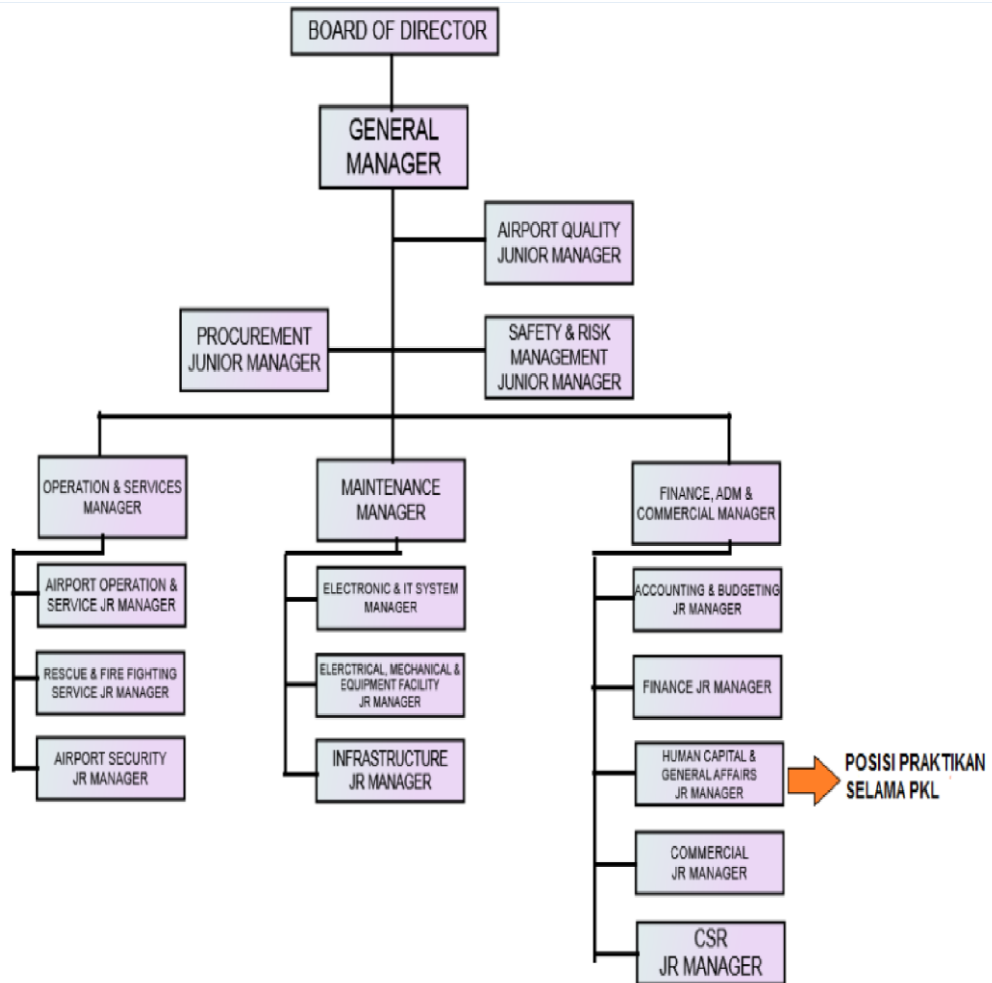 BOARD OF DIRECTOR
GENERAL
MANAGER
AIRPORT QUALITY
JUNIOR MANAGER
PROCUREMENT
JUNIOR MANAGER
SAFETY & RISK
MANAGEMENT
JUNIOR MANAGER
OPERATION & SERVICES
MANAGER
AIRPORT OPERATION &
SERVICE JR MANAGER
RESCUE & FIRE FIGHTING
SERVICE JR MANAGER
AIRPORT SECURITY
JR MANAGER
MAINTENANCE
MANAGER
ELECTRONIC & IT SYSTEM
MANAGER
ELERCTRICAL, MECHANICAL &
EQUIPMENT FACILITY
JR MANAGER
INFRASTRUCTURE
JR MANAGER
FINANCE, ADM &
COMMERCIAL MANAGER
ACCOUNTING & BUDGETING
JR MANAGER
FINANCE JR MANAGER
HUMAN CAPITAL &
GENERAL AFFAIRS
JR MANAGER
POSISI PRAKTIKAN
SELAMA PKL
COMMERCIAL
JR MANAGER
CSR
JR MANAGER